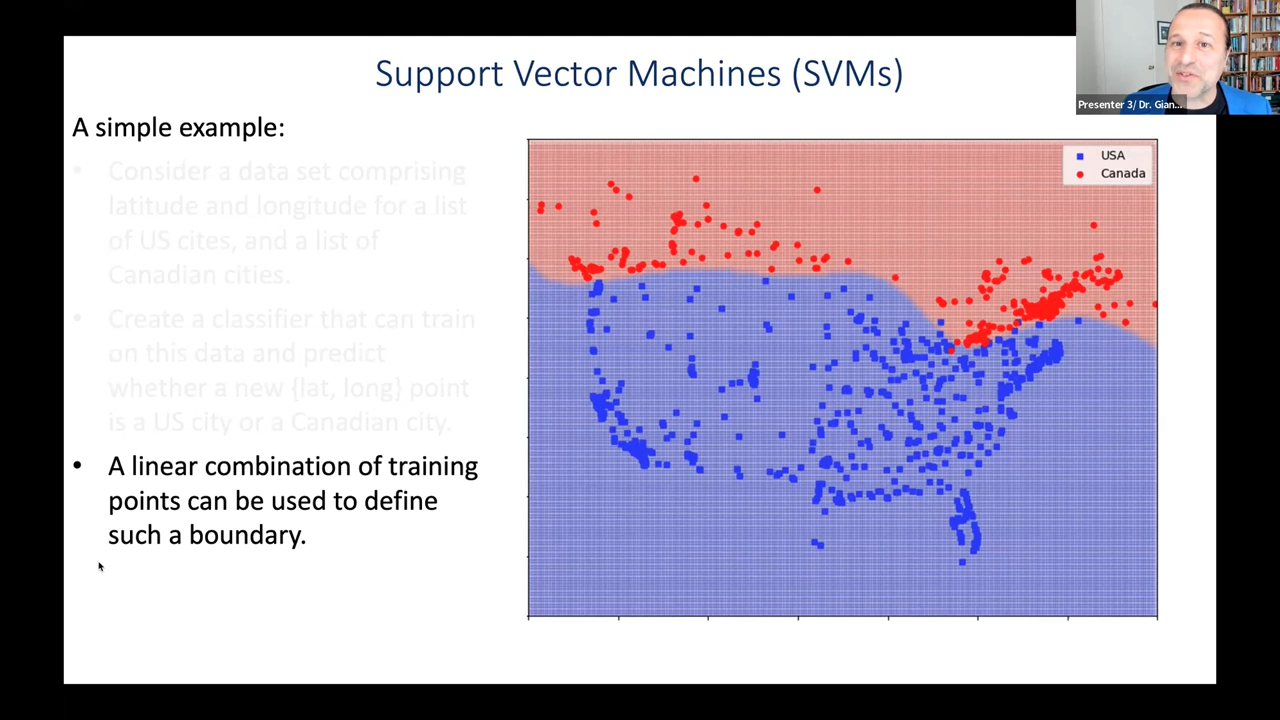 Support Vector Machines (SVMs)
Presenter 3/ Dr. Gian...
A simple example:
• Consider a data set comprising
latitude and longitude for a list
of US cites, and a list of
Canadian cities.
• Create a classifier that can train
on this data and predict
whether a new {lat, long} point
is a US city or a Canadian city.
• A linear combination of training
points can be used to define
such a boundary.
USA
Canada